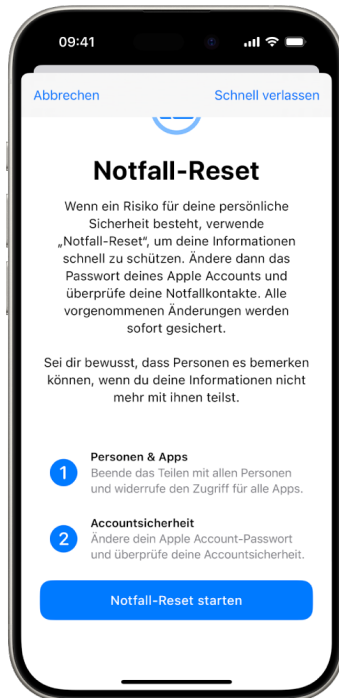 09:41
Abbrechen
Schnell verlassen
Notfall-Reset
Wenn ein Risiko für deine persönliche
Sicherheit besteht, verwende
„Notfall-Reset“, um deine Informationen
schnell zu schützen. Ändere dann das
Passwort deines Apple Accounts und
überprüfe deine Notfallkontakte. Alle
vorgenommenen Änderungen werden
sofort gesichert.
Sei dir bewusst, dass Personen es bemerken
können, wenn du deine Informationen nicht
mehr mit ihnen teilst.
1
Personen & Apps
Beende das Teilen mit allen Personen
und widerrufe den Zugriff für alle Apps.
2
Accountsicherheit
Ändere dein Apple Account-Passwort
und überprüfe deine Accountsicherheit.
Notfall-Reset starten